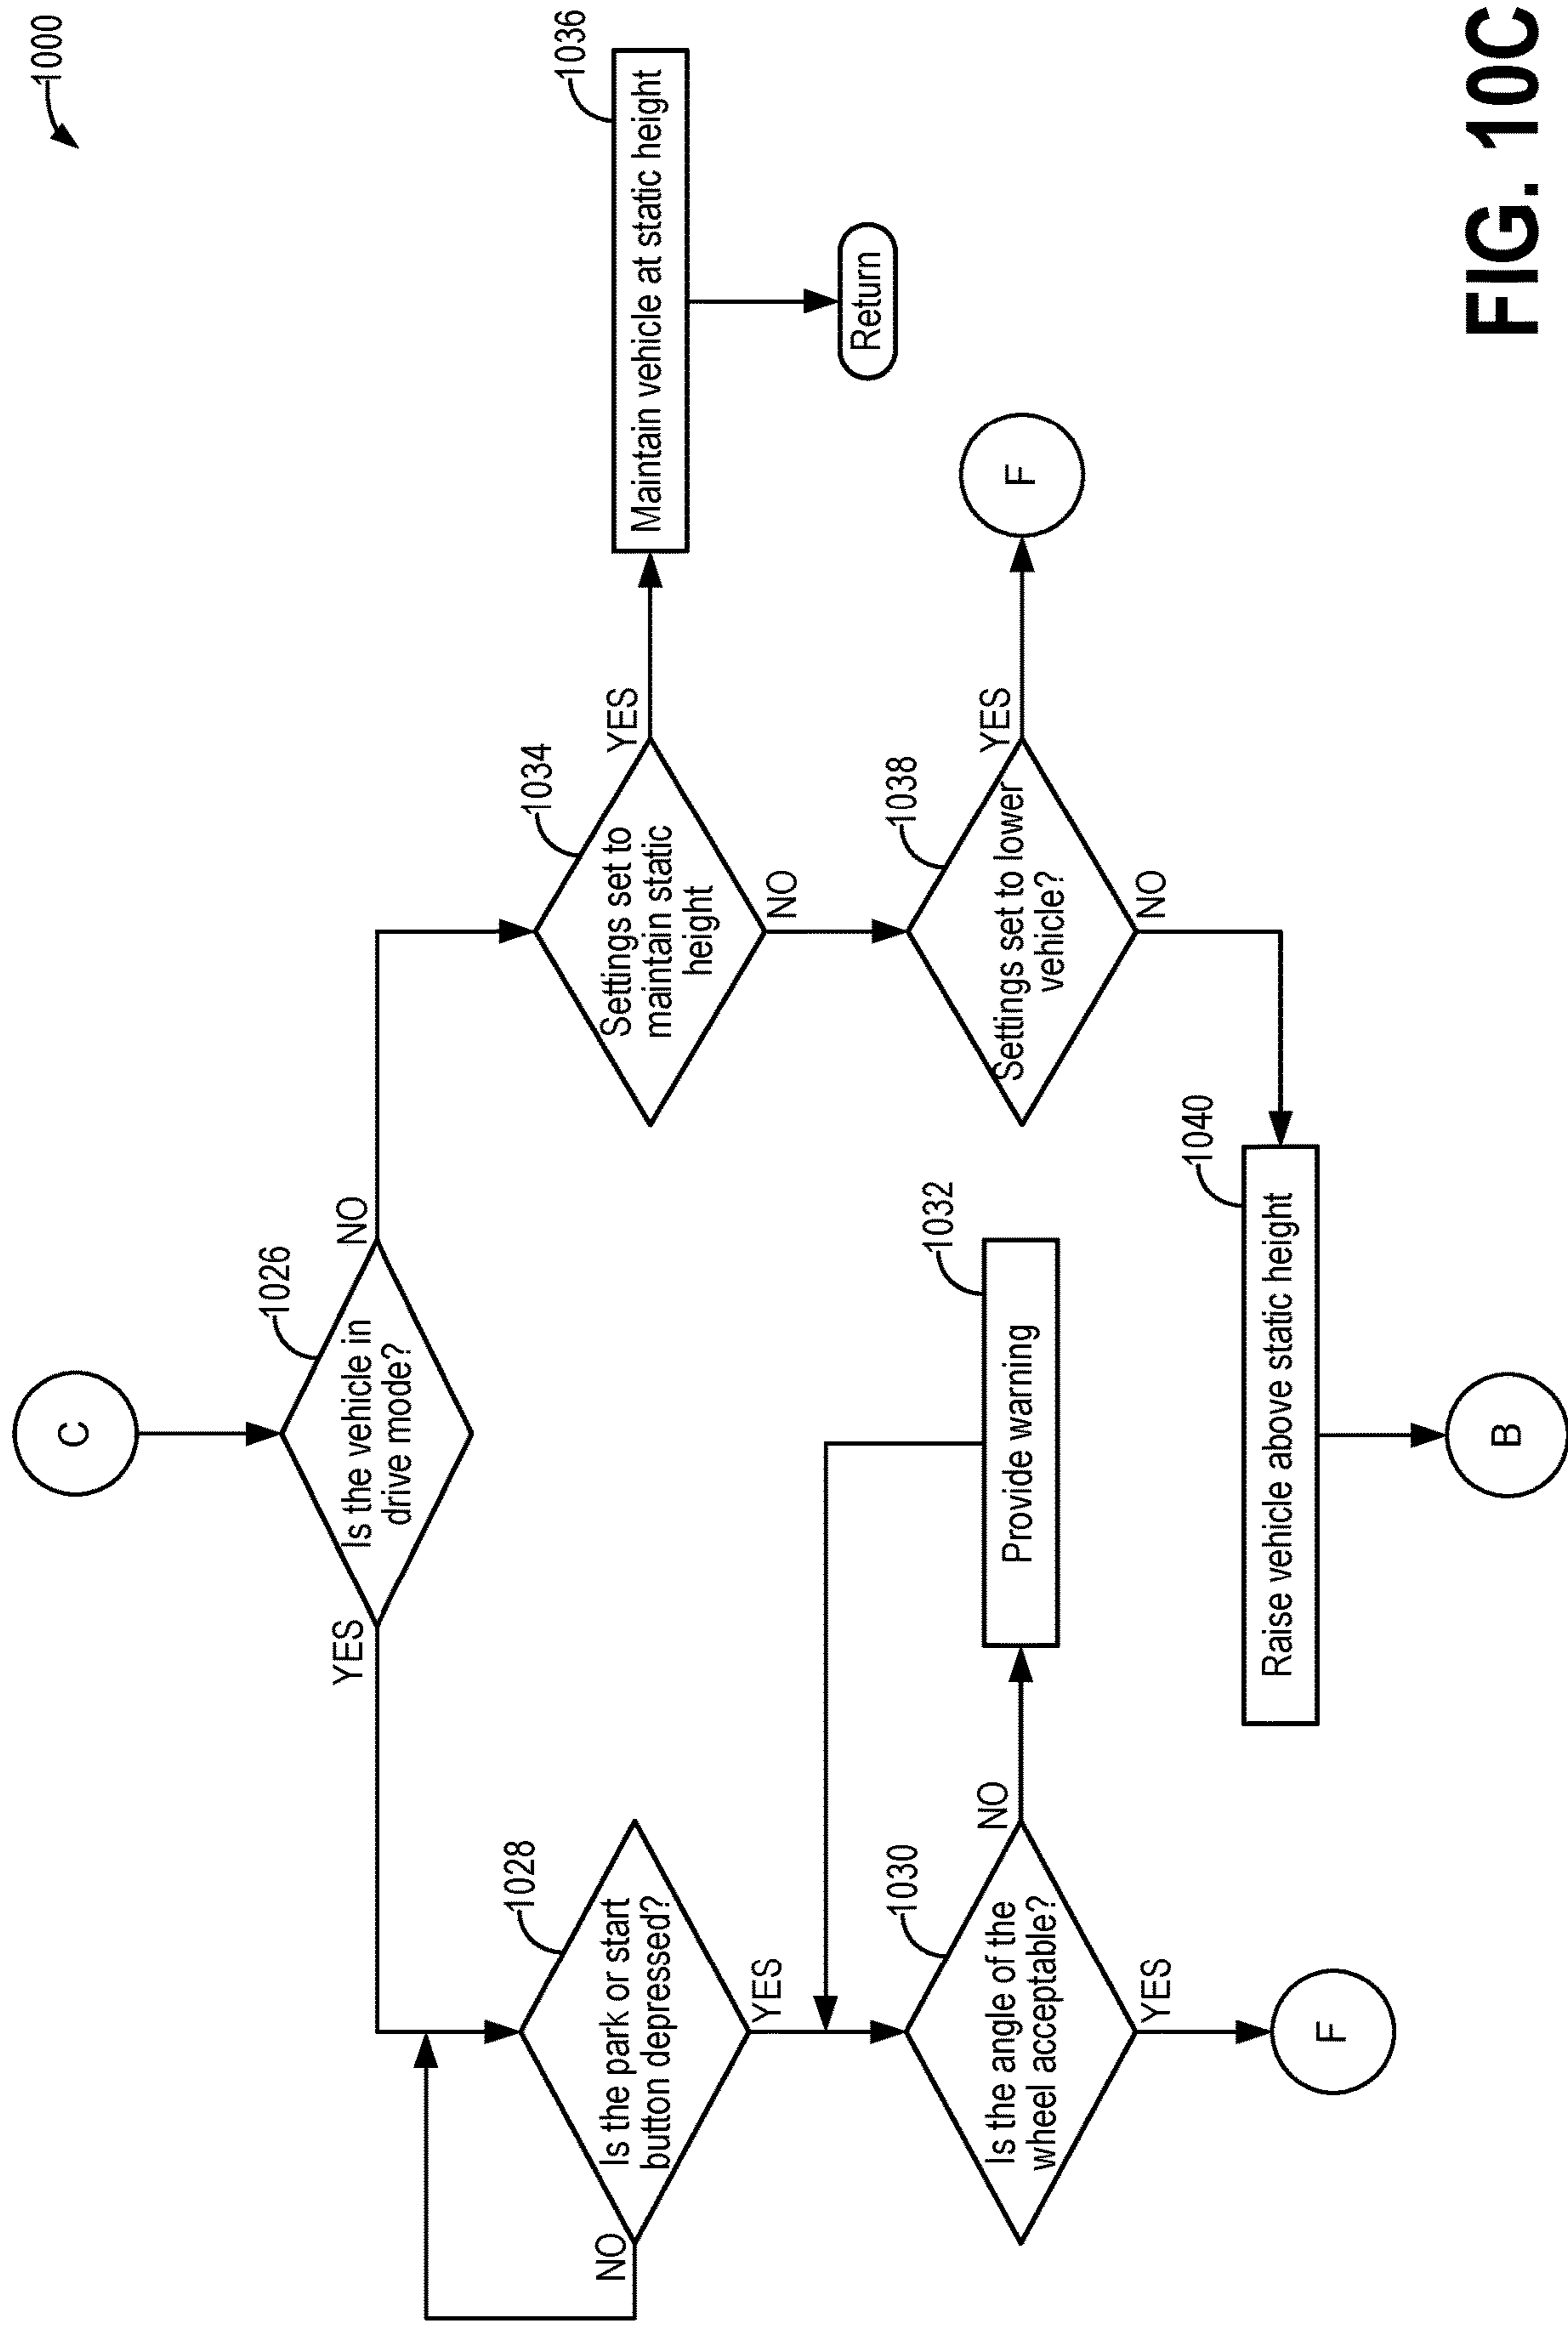 1000
C
1026
Is the vehicle in
drive mode?
YES
NO
1028
Is the park or start
button depressed?
NO
YES
1034
Settings set to
maintain static
height
YES
NO
1036
Maintain vehicle at static height
Return
1030
Is the angle of the
wheel acceptable?
NO
YES
1032
Provide warning
1038
Settings set to lower
vehicle?
YES
NO
F
F
1040
Raise vehicle above static height
B
FIG. 10C